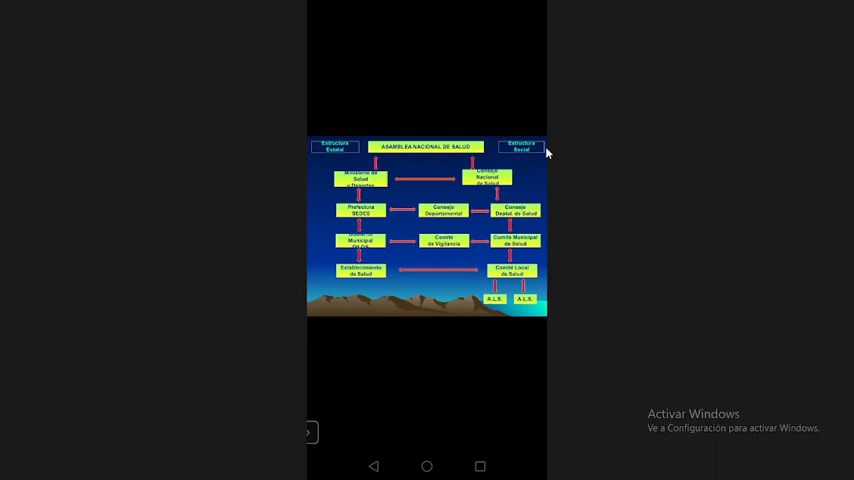 Estructura
Estatal
ASAMBLEA NACIONAL DE SALUD
Estructura
Social
Ministerio de
Salud
y Deportes
Consejo
Nacional
de Salud
Prefectura
SEDES
Consejo
Departamental
Consejo
Deptal. de Salud
Municipal
Comité
de Vigilancia
Comité Municipal
de Salud
Establecimiento
de Salud
Comité Local
de Salud
A.L.S.
A.L.S.
Activar Windows
Ve a Configuración para activar Windows.